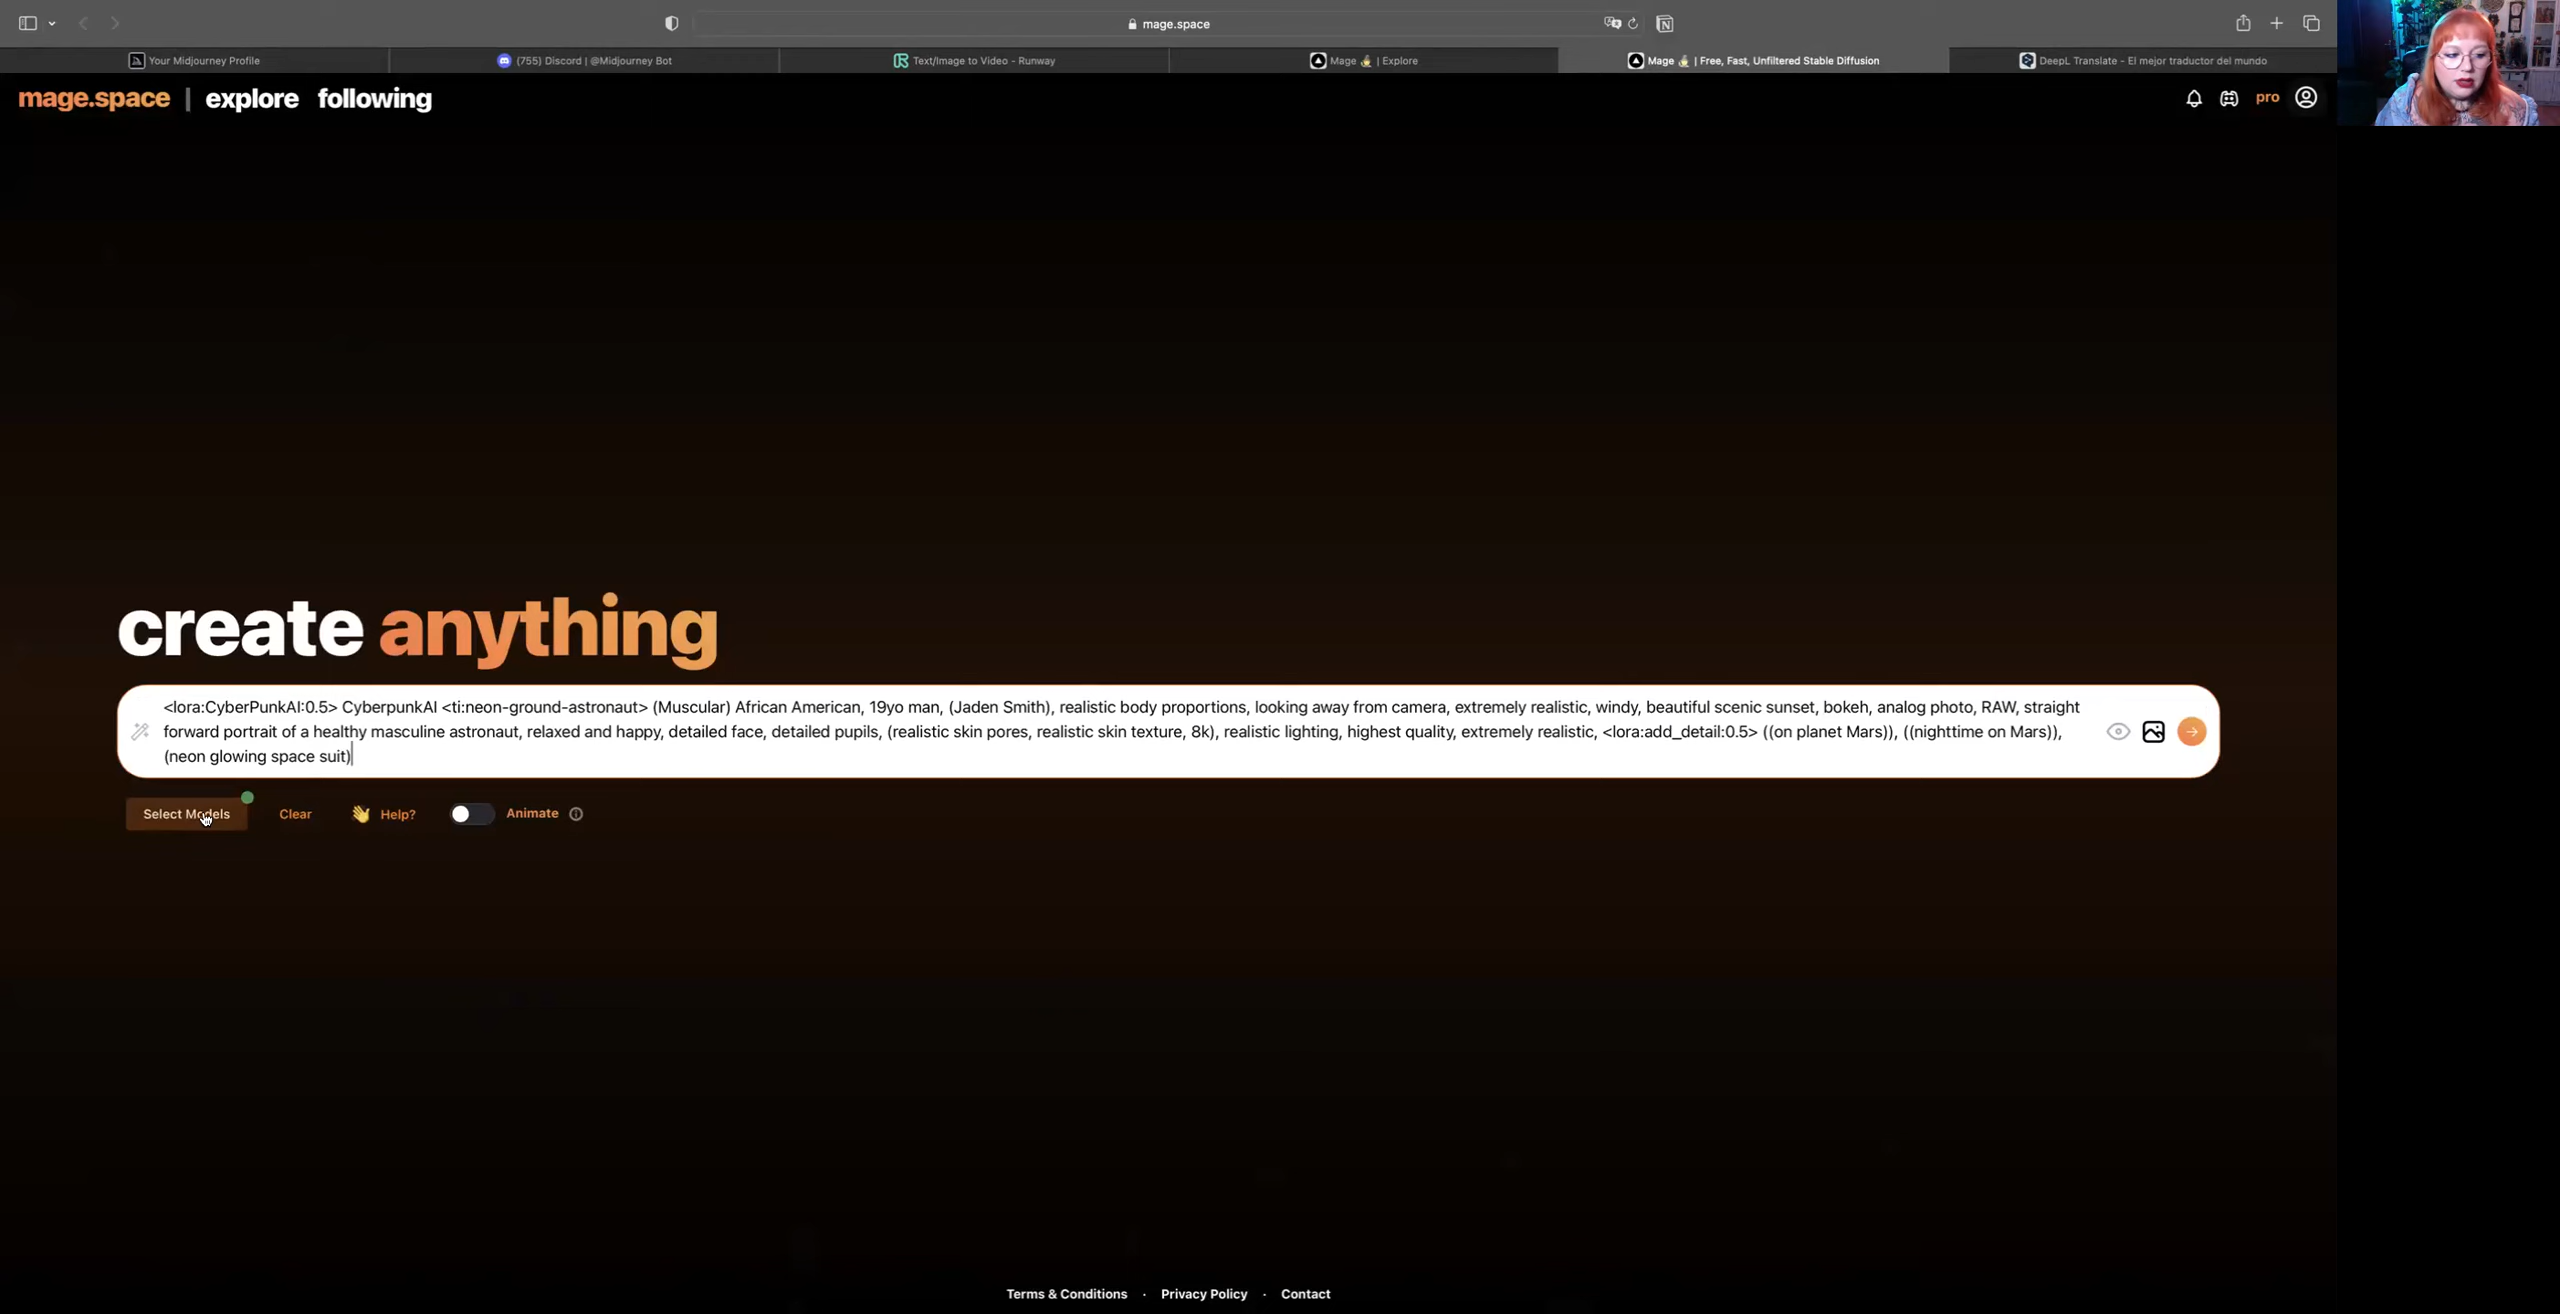 mage.space
Your Midjourney Profile
(755) Discord | @Midjourney Bot
Text/Image to Video - Runway
Mage | Explore
Mage | Free, Fast, Unfiltered Stable Diffusion
DeepL Translate - El mejor traductor del mundo
mage.space | explore following
pro
create anything
<lora:CyberPunkAI:0.5> CyberpunkAI <ti:neon-ground-astronaut> (Muscular) African American, 19yo man, (Jaden Smith), realistic body proportions, looking away from camera, extremely realistic, windy, beautiful scenic sunset, bokeh, analog photo, RAW, straight
forward portrait of a healthy masculine astronaut, relaxed and happy, detailed face, detailed pupils, (realistic skin pores, realistic skin texture, 8k), realistic lighting, highest quality, extremely realistic, <lora:add_detail:0.5> ((on planet Mars)), ((nighttime on Mars)),
(neon glowing space suit)
Select Models Clear Help? Animate
Terms & Conditions · Privacy Policy · Contact